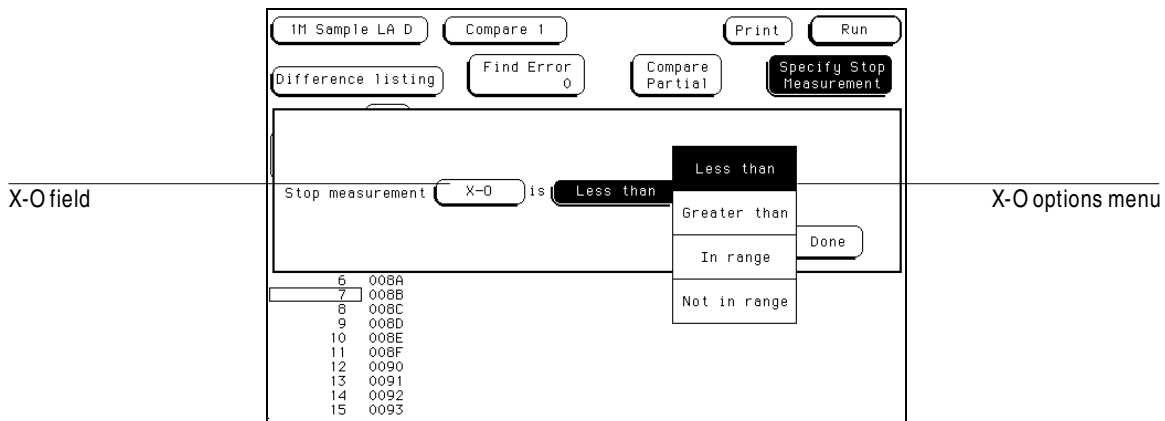 1M Sample LA D Compare 1 Print Run
Difference listing Find Error 0 Compare Partial Specify Stop Measurement
Less than
X-O field Stop measurement X-O is Less than X-O options menu
Greater than
Done
In range
Not in range
6 008A
7 008B
8 008C
9 008D
10 008E
11 008F
12 0090
13 0091
14 0092
15 0093